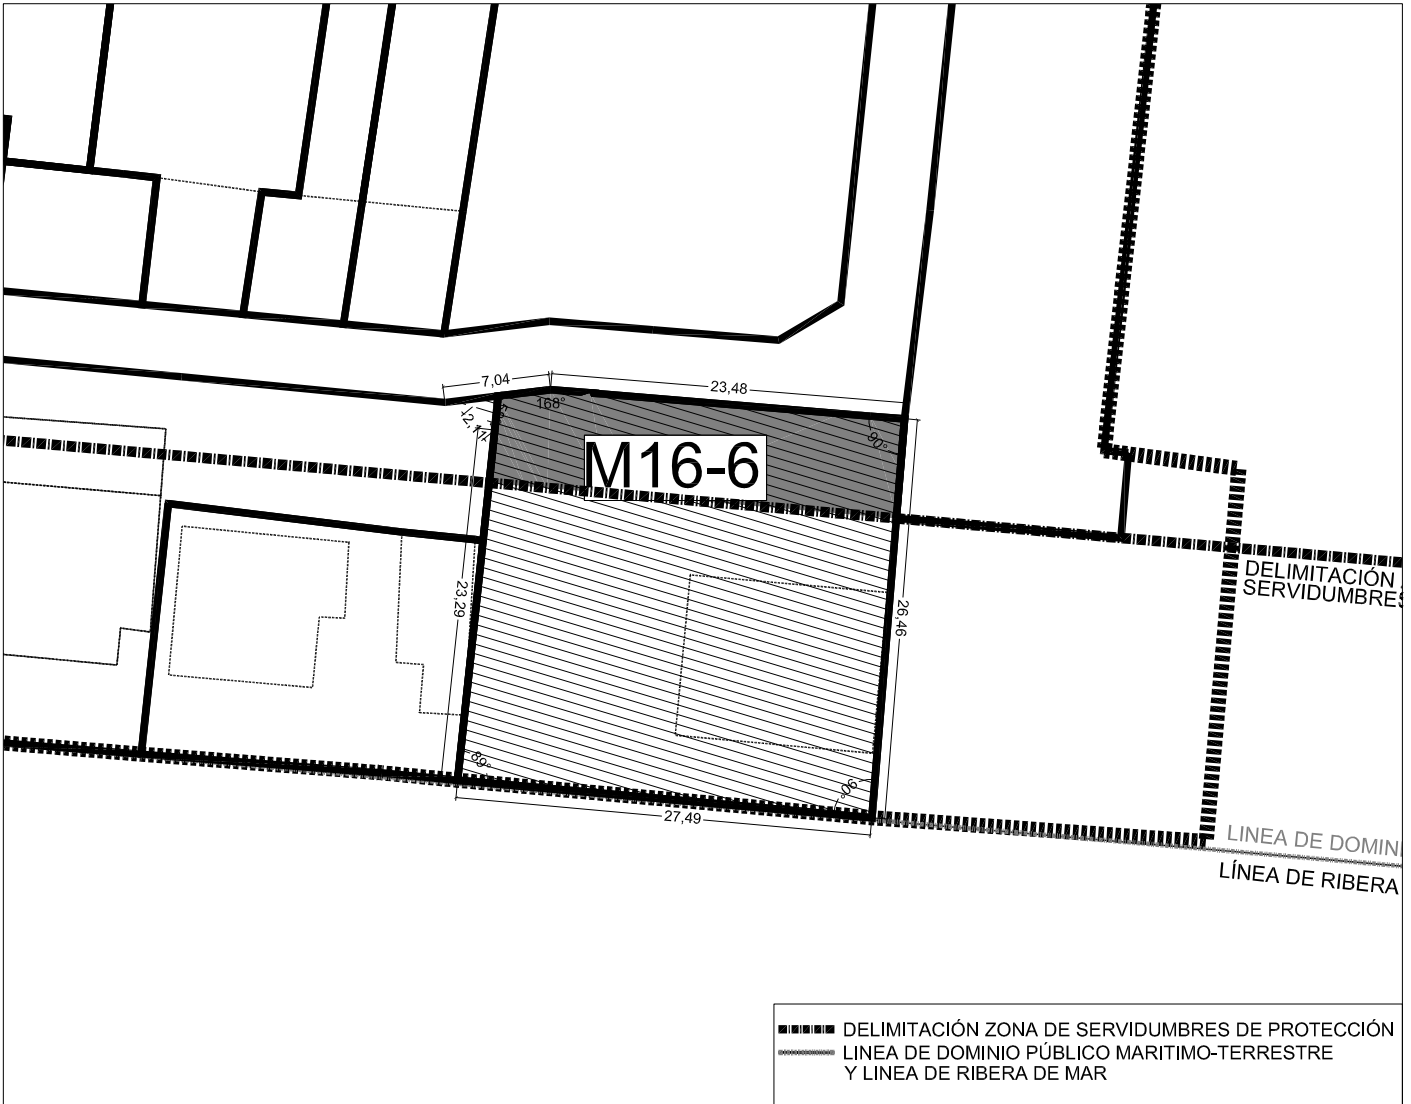 7,04
23,48
168°
2,11
90°
M16-6
DELIMITACIÓN
SERVIDUMBRES
23,29
26,46
89°
90°
27,49
LINEA DE DOMINI
LÍNEA DE RIBERA
DELIMITACIÓN ZONA DE SERVIDUMBRES DE PROTECCIÓN
LINEA DE DOMINIO PÚBLICO MARITIMO-TERRESTRE
Y LINEA DE RIBERA DE MAR